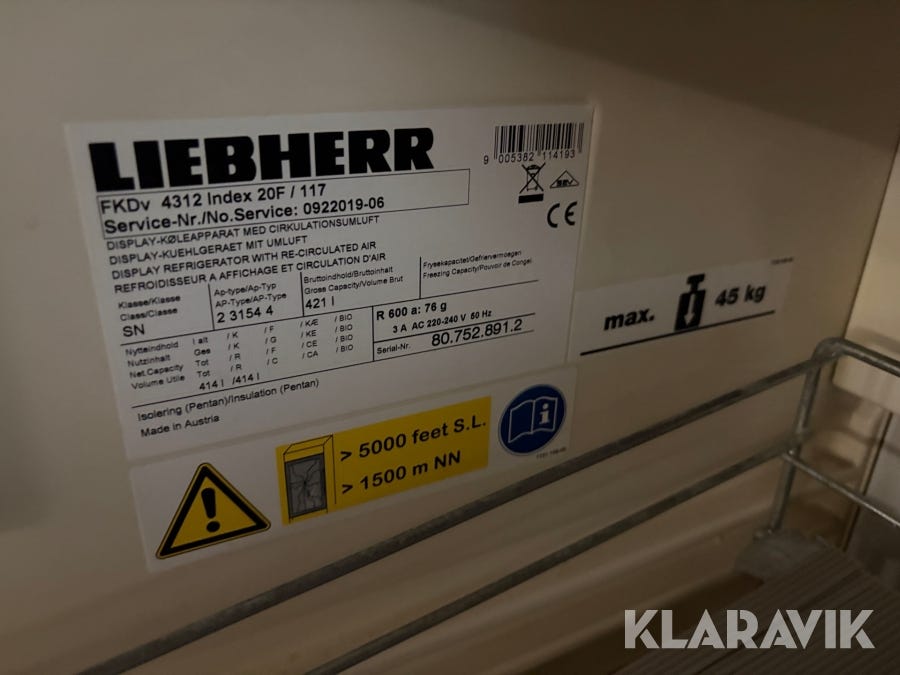 LIEBHERR
9 005382 114193
FKDv 4312 Index 20F / 117
Service-Nr./No.Service: 0922019-06
SEV
CE
DISPLAY-KØLEAPPARAT MED CIRKULATIONSLUFT
DISPLAY-KUEHLGERAET MIT UMLUFT
DISPLAY REFRIGERATOR WITH RE-CIRCULATED AIR
REFROIDISSEUR A AFFICHAGE ET CIRCULATION D'AIR
Klasse/Klasse
Class/Classe
SN
Ap-type/Ap-Typ
AP-Type/AP-Type
2 3154 4
Bruttoindhold/Bruttoinhalt
Gross Capacity/Volume Brut
421 l
Frysekapacitet/Gefriervermoegen
Freezing Capacity/Pouvoir de Congel.
Nytteindhold I alt / K / F / KÆ / BIO
Nutzinhalt Ges / K / G / KE / BIO
Net.Capacity Tot / R / F / CE / BIO
Volume Utile Tot / R / C / CA / BIO
414 l /414 l
R 600 a: 76 g
3 A AC 220-240 V 50 Hz
Serial-Nr. 80.752.891.2
Isolering (Pentan)/Insulation (Pentan)
Made in Austria
max. 45 kg
> 5000 feet S.L.
> 1500 m NN
KLARAVIK